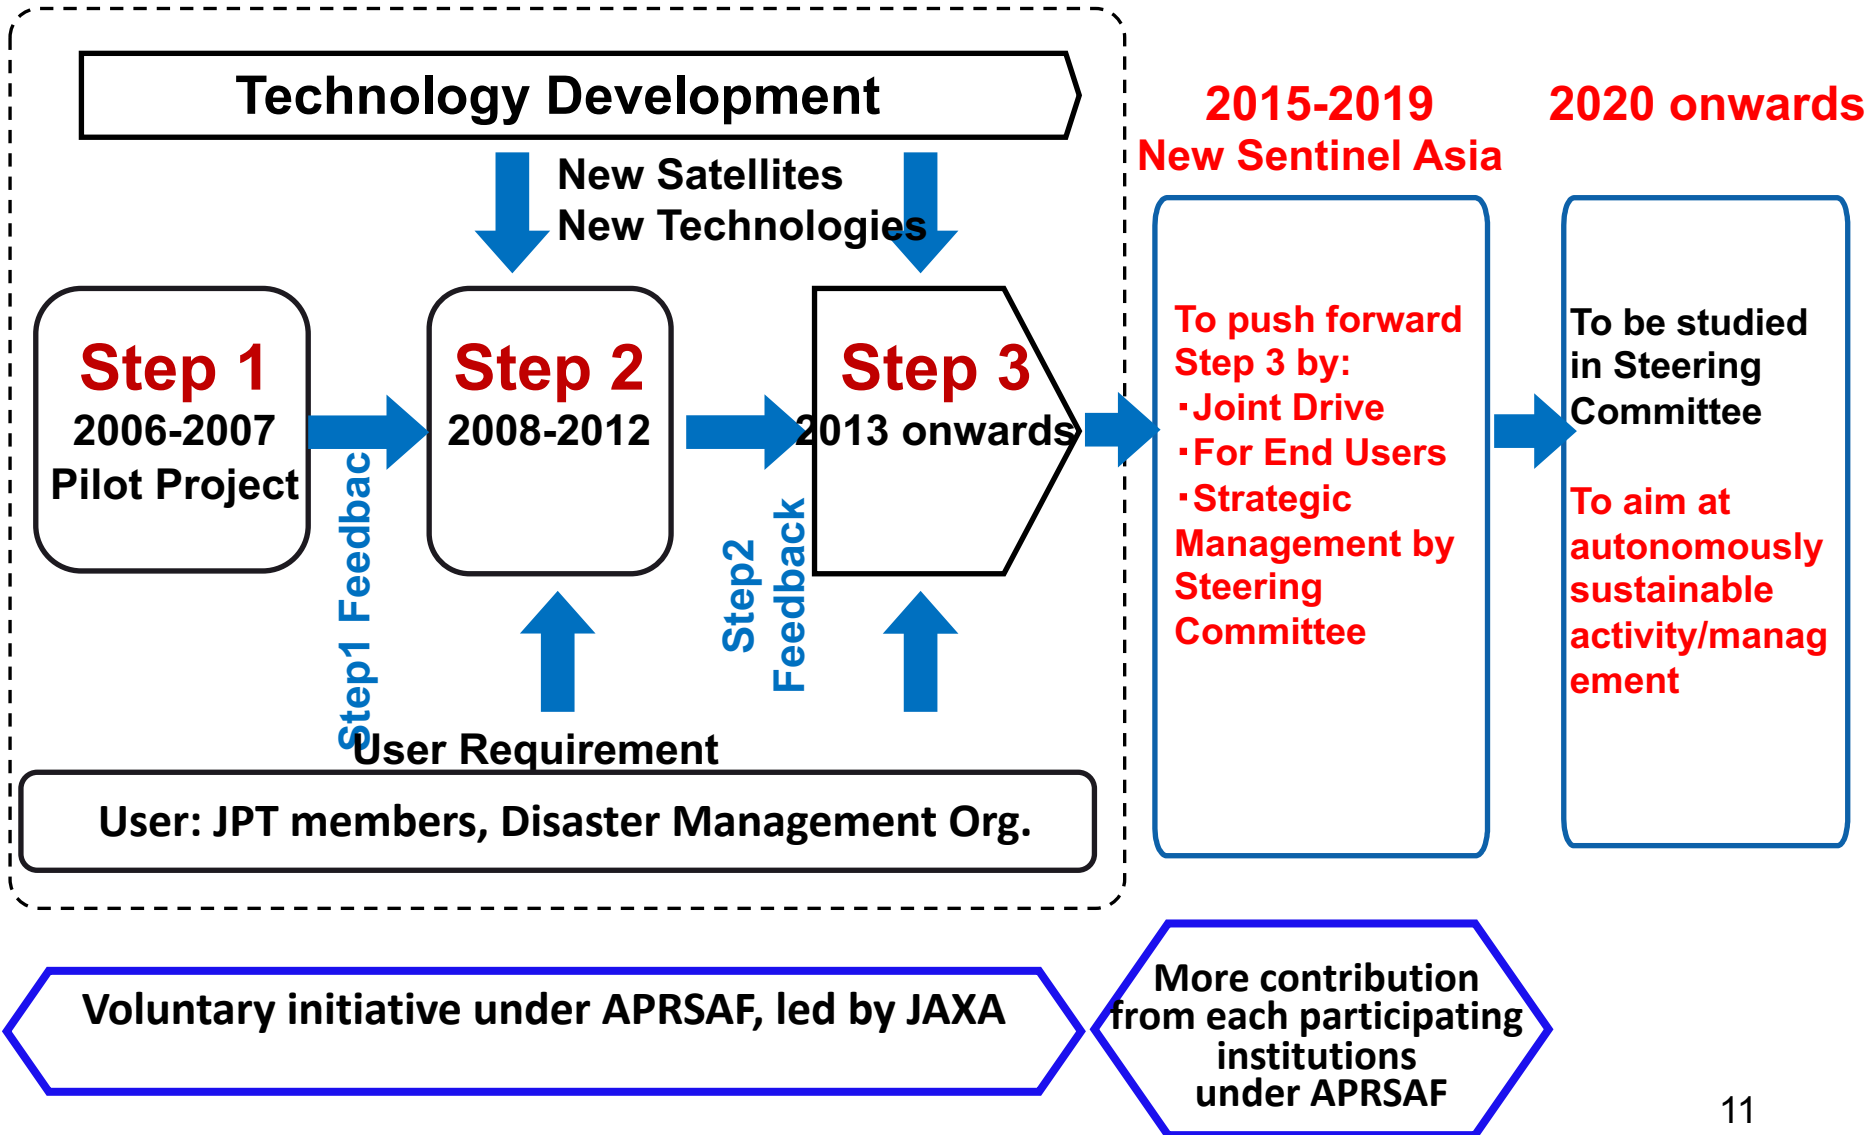 Technology Development
New Satellites
New Technologies
Step 1
2006-2007
Pilot Project
Step1 Feedbac
Step 2
2008-2012
Step2
Feedback
Step 3
2013 onwards
User Requirement
User: JPT members, Disaster Management Org.
2015-2019
New Sentinel Asia
To push forward
Step 3 by:
・Joint Drive
・For End Users
・Strategic
Management by
Steering
Committee
2020 onwards
To be studied
in Steering
Committee
To aim at
autonomously
sustainable
activity/manag
ement
Voluntary initiative under APRSAF, led by JAXA
More contribution
from each participating
institutions
under APRSAF
11